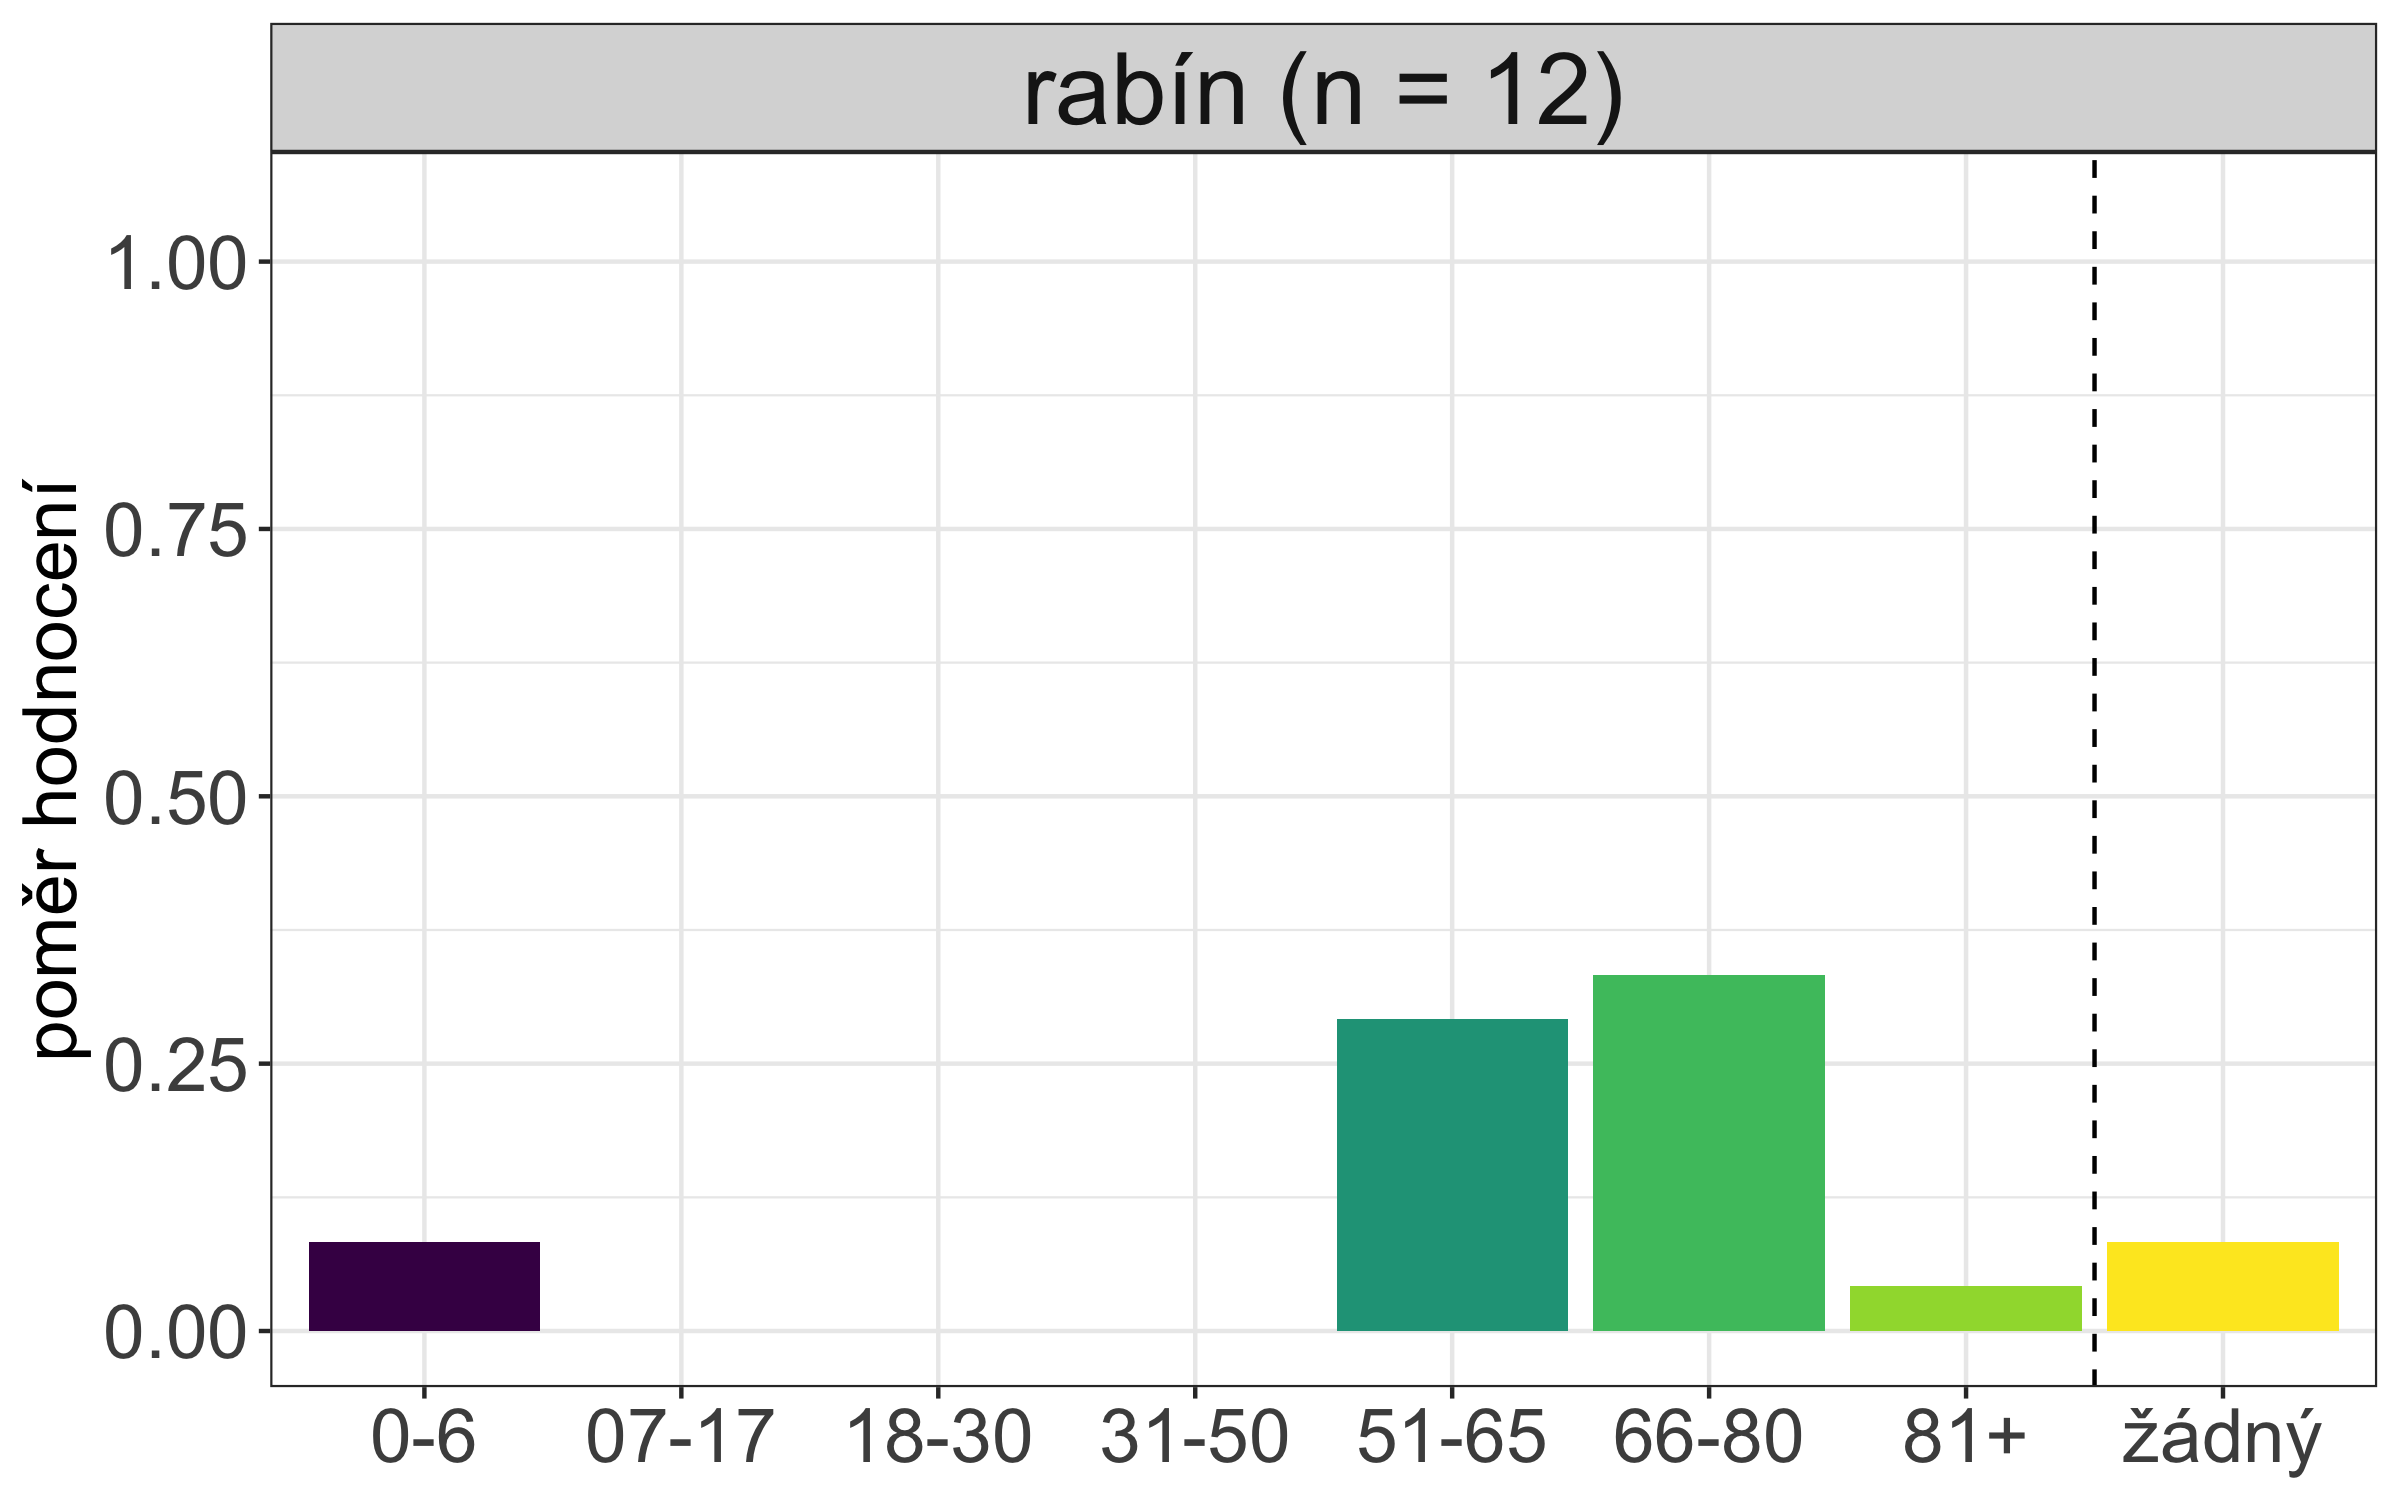 rabín (n = 12)
poměr hodnocení
1.00
0.75
0.50
0.25
0.00
0-6 07-17 18-30 31-50 51-65 66-80 81+ žádný